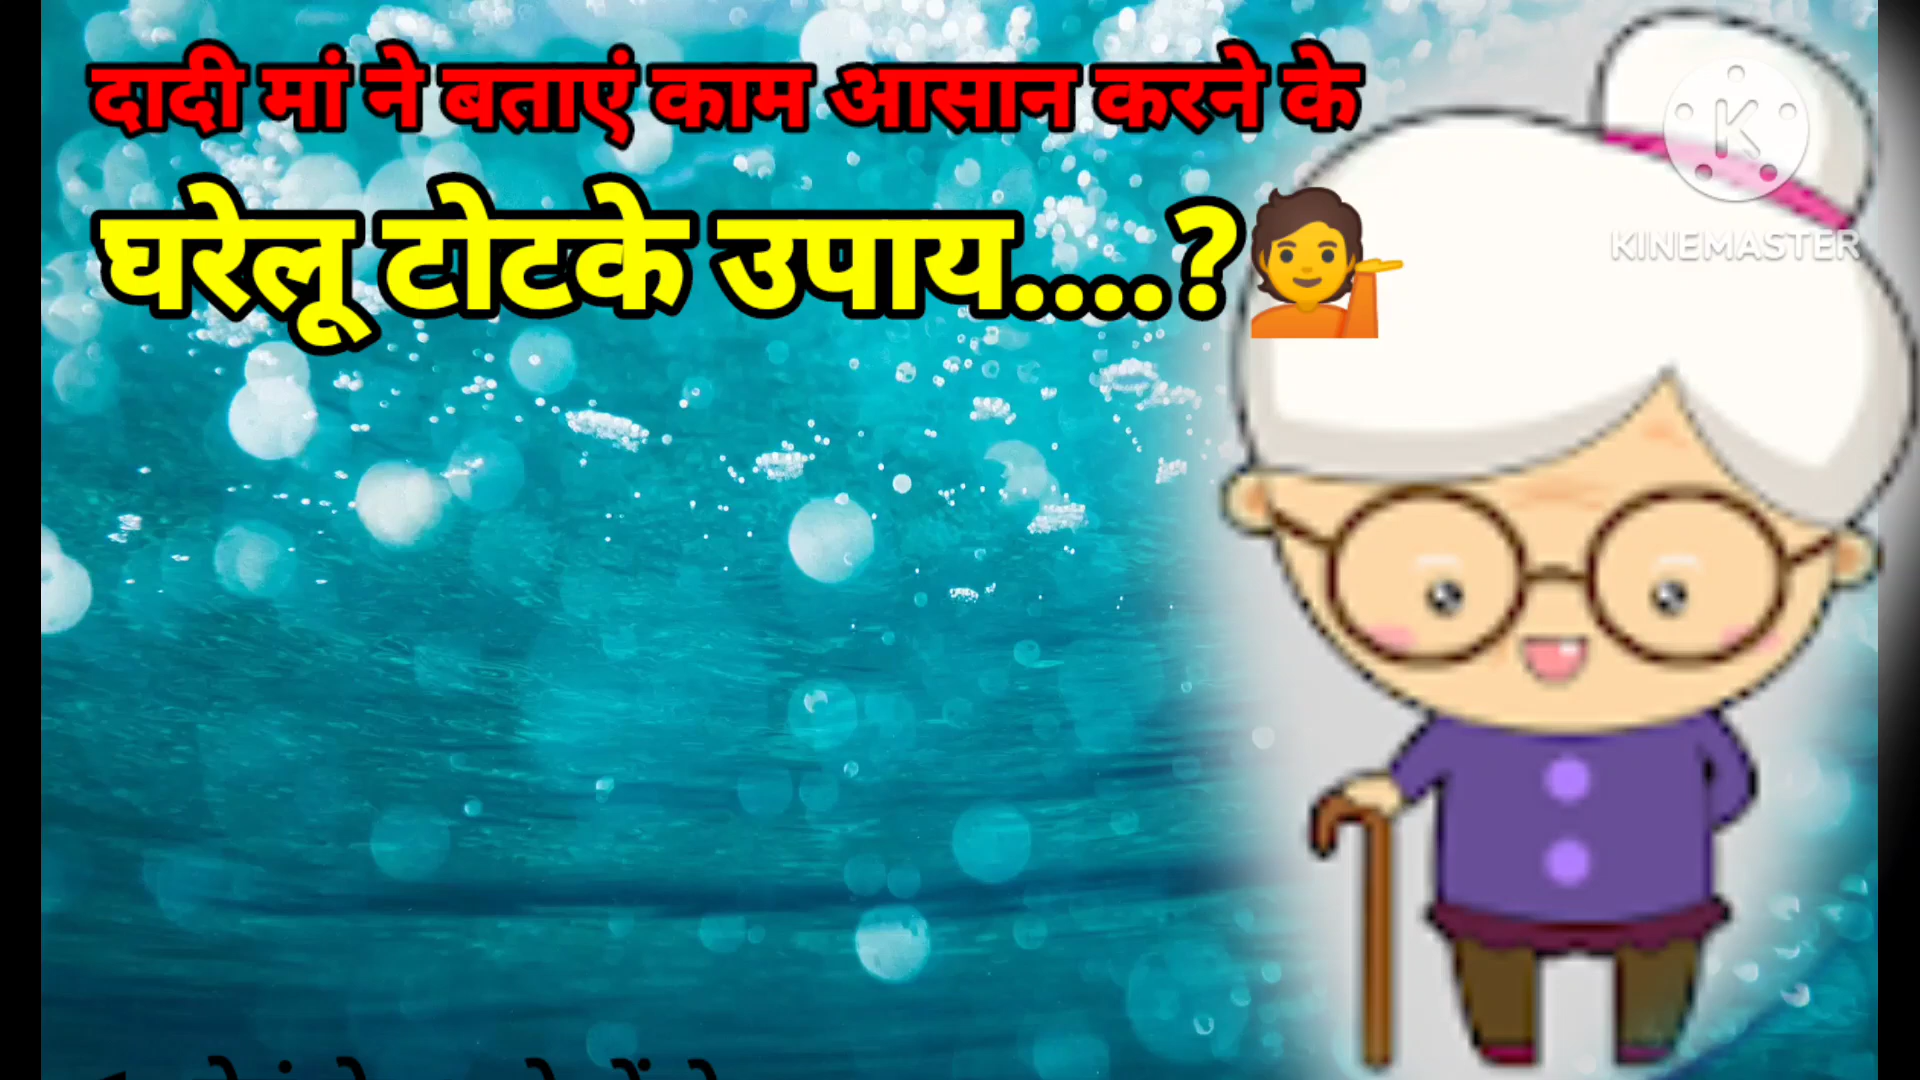 दादी मां ने बताएं काम आसान करने के
घरेलू टोटके उपाय....?
K
KINEMASTER